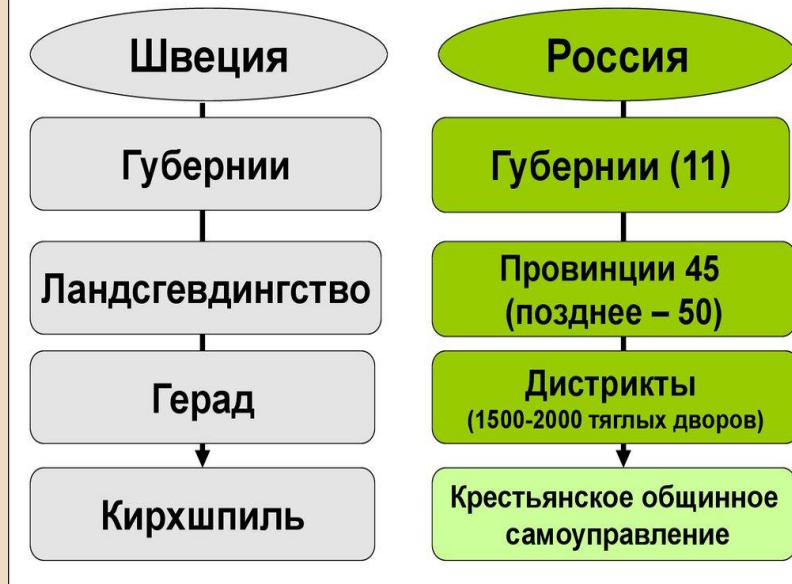 Швеция
Губернии
Ландсгевдингство
Герад
Кирхшпиль
Россия
Губернии (11)
Провинции 45
(позднее – 50)
Дистрикты
(1500-2000 тяглых дворов)
Крестьянское общинное
самоуправление